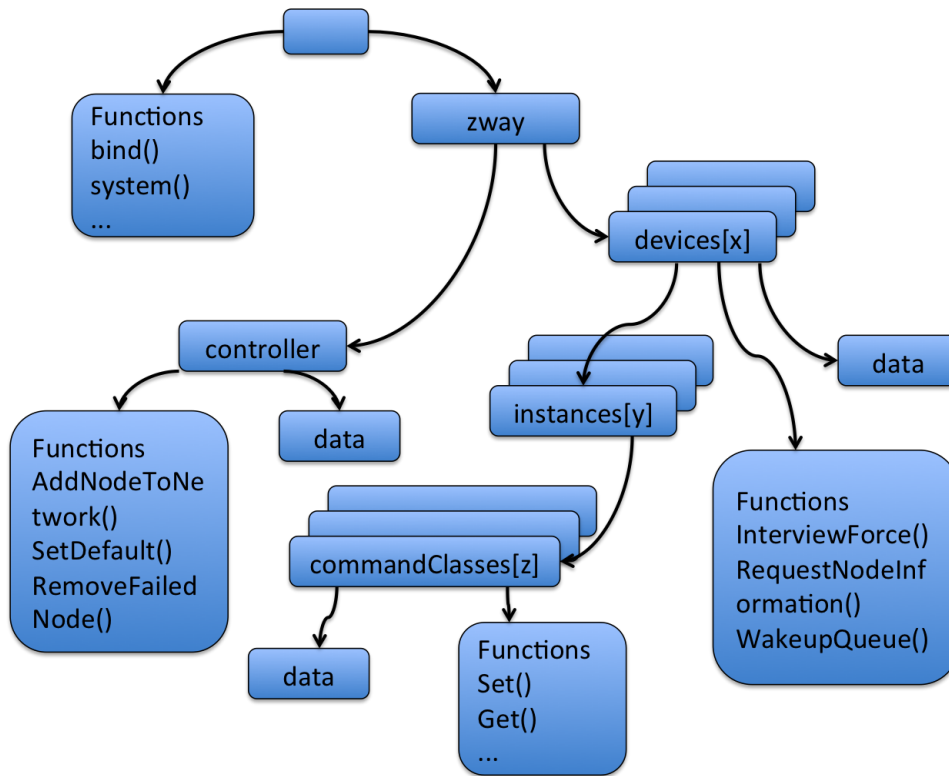 Functions
bind()
system()
...
zway
devices[x]
controller
data
instances[y]
data
Functions
AddNodeToNe
twork()
SetDefault()
RemoveFailed
Node()
commandClasses[z]
Functions
InterviewForce()
RequestNodeInf
ormation()
WakeupQueue()
data
Functions
Set()
Get()
...